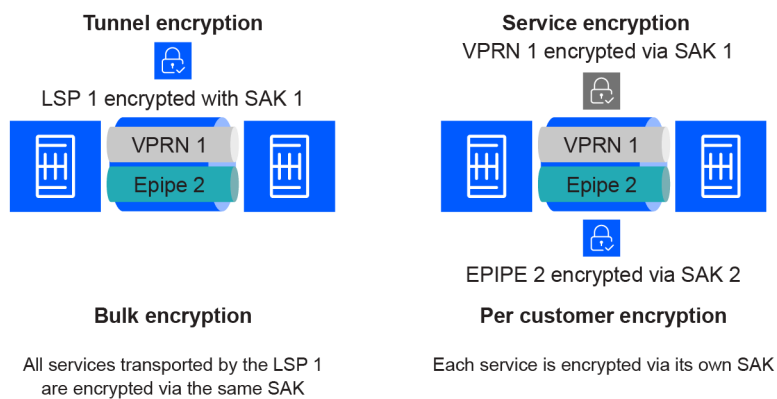 Tunnel encryption
LSP 1 encrypted with SAK 1
VPRN 1
Epipe 2
Bulk encryption
All services transported by the LSP 1
are encrypted via the same SAK
Service encryption
VPRN 1 encrypted via SAK 1
VPRN 1
Epipe 2
EPIPE 2 encrypted via SAK 2
Per customer encryption
Each service is encrypted via its own SAK